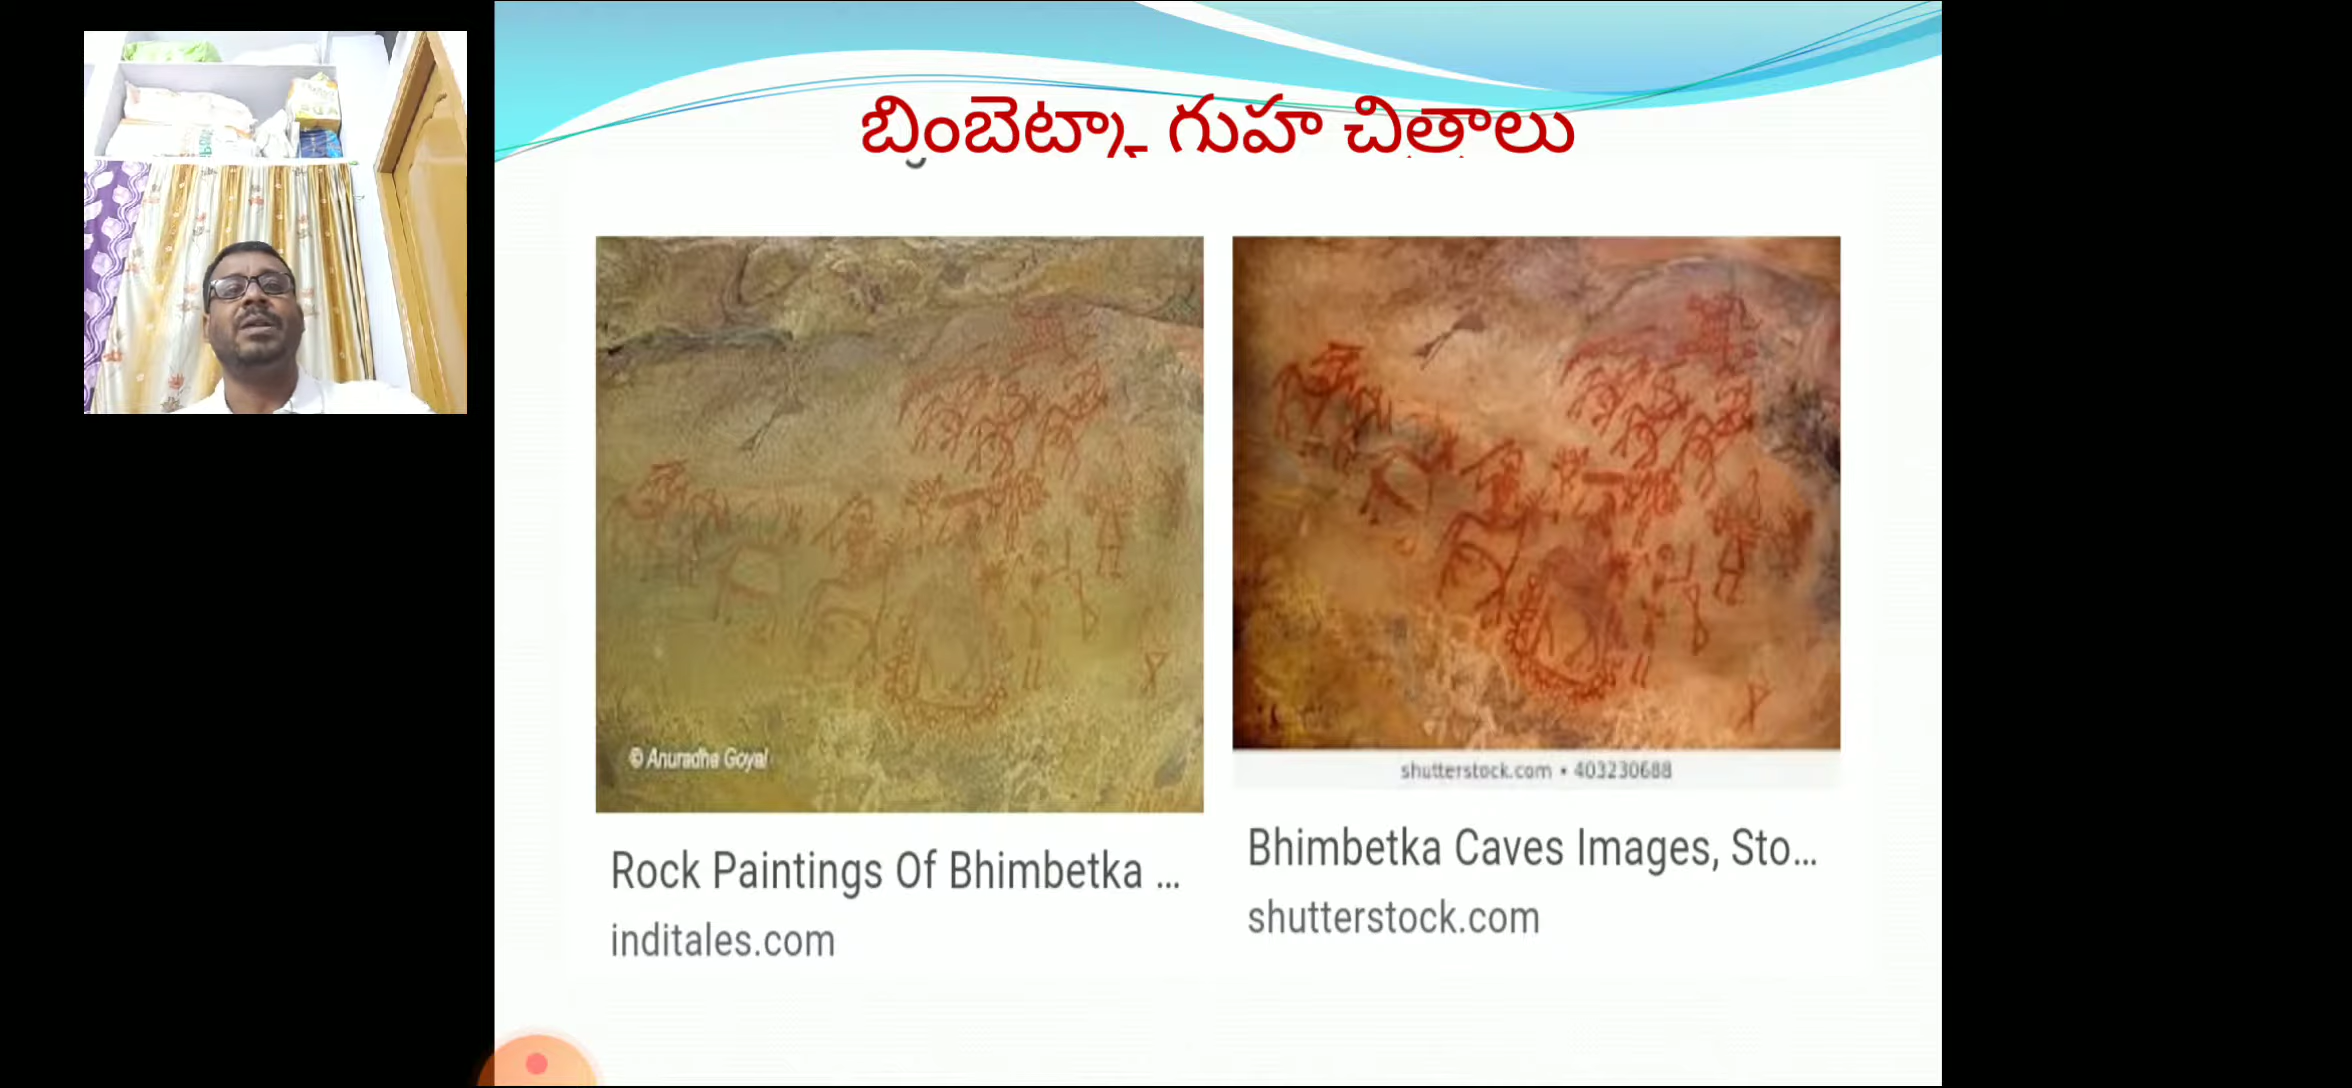 బ్రింబెట్కా గుహ చిత్రాలు
© Anuradha Goyal
shutterstock.com • 403230688
Rock Paintings Of Bhimbetka ...
inditales.com
Bhimbetka Caves Images, Sto...
shutterstock.com